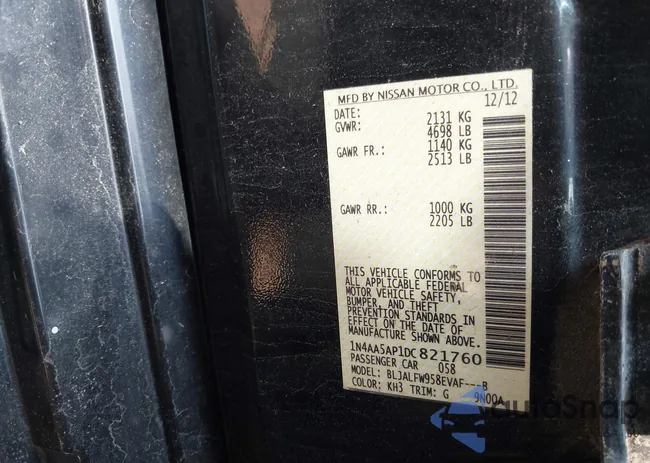 MFD BY NISSAN MOTOR CO., LTD.
DATE: 12/12
GVWR: 2131 KG
4698 LB
GAWR FR.: 1140 KG
2513 LB
GAWR RR.: 1000 KG
2205 LB
THIS VEHICLE CONFORMS TO
ALL APPLICABLE FEDERAL
MOTOR VEHICLE SAFETY,
BUMPER, AND THEFT
PREVENTION STANDARDS IN
EFFECT ON THE DATE OF
MANUFACTURE SHOWN ABOVE.
1N4AA5AP1DC821760
PASSENGER CAR 058
MODEL: BLJALFW958EVAF---B
COLOR: KH3 TRIM: G 9N00A
autoSnap